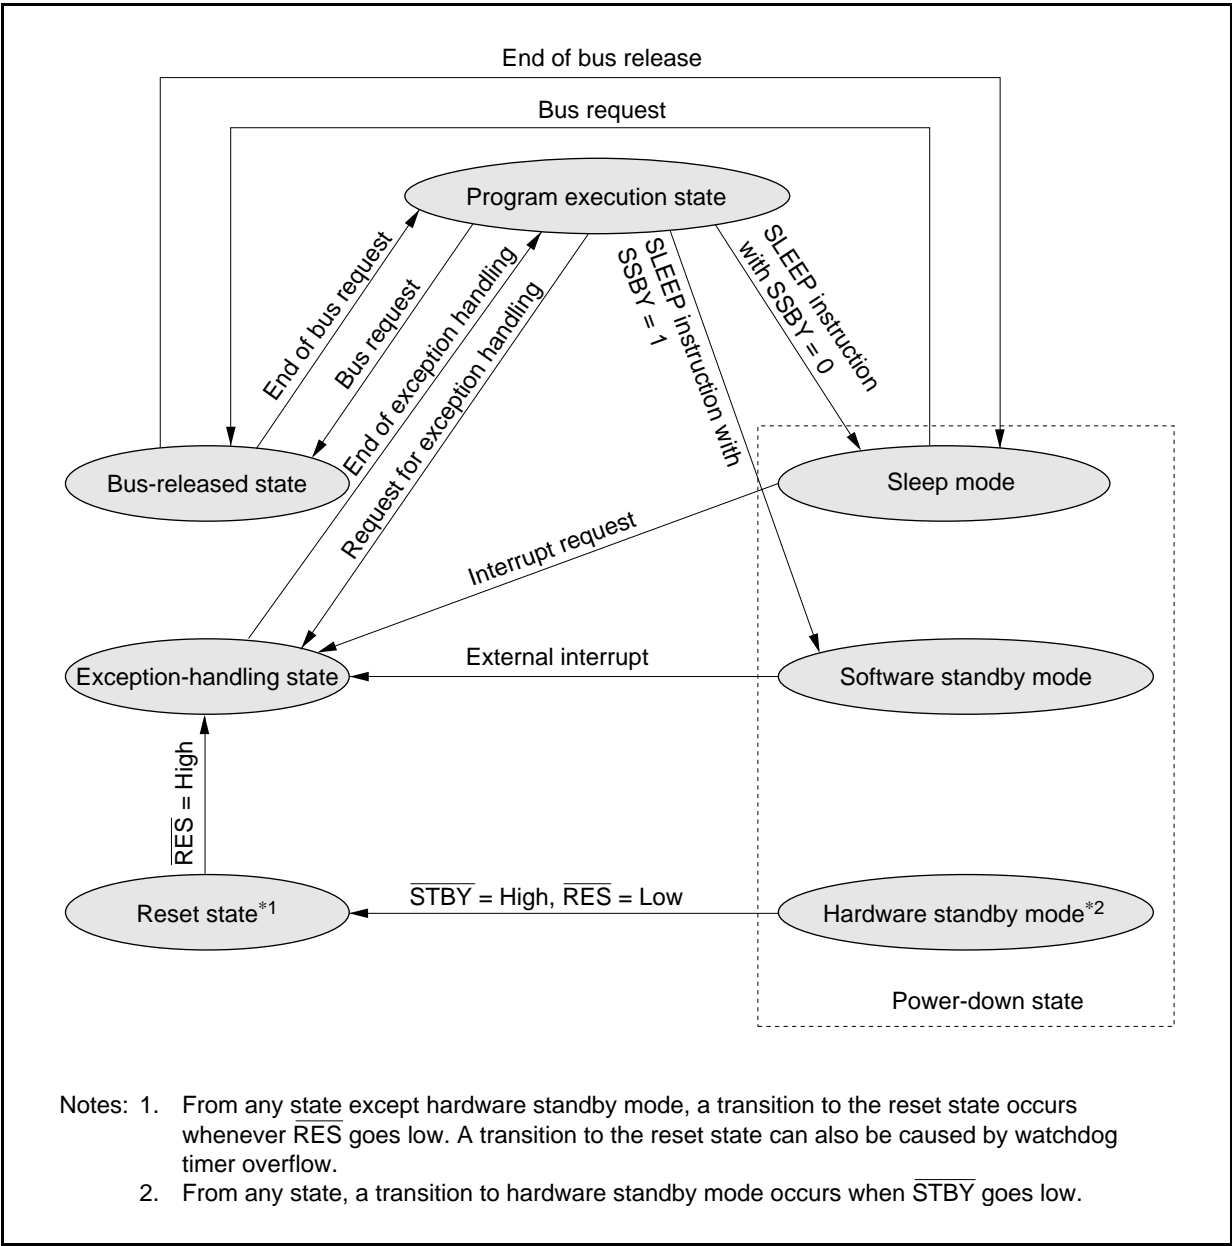 End of bus release
Bus request
Program execution state
End of bus request
Bus request
End of exception handling
Request for exception handling
SLEEP instruction with
SSBY = 1
SLEEP instruction
with SSBY = 0
Bus-released state
Sleep mode
Interrupt request
External interrupt
Exception-handling state
Software standby mode
R̅E̅S̅ = High
S̅T̅B̅Y̅ = High, R̅E̅S̅ = Low
Reset state*1
Hardware standby mode*2
Power-down state
Notes: 1. From any state except hardware standby mode, a transition to the reset state occurs
whenever R̅E̅S̅ goes low. A transition to the reset state can also be caused by watchdog
timer overflow.
2. From any state, a transition to hardware standby mode occurs when S̅T̅B̅Y̅ goes low.